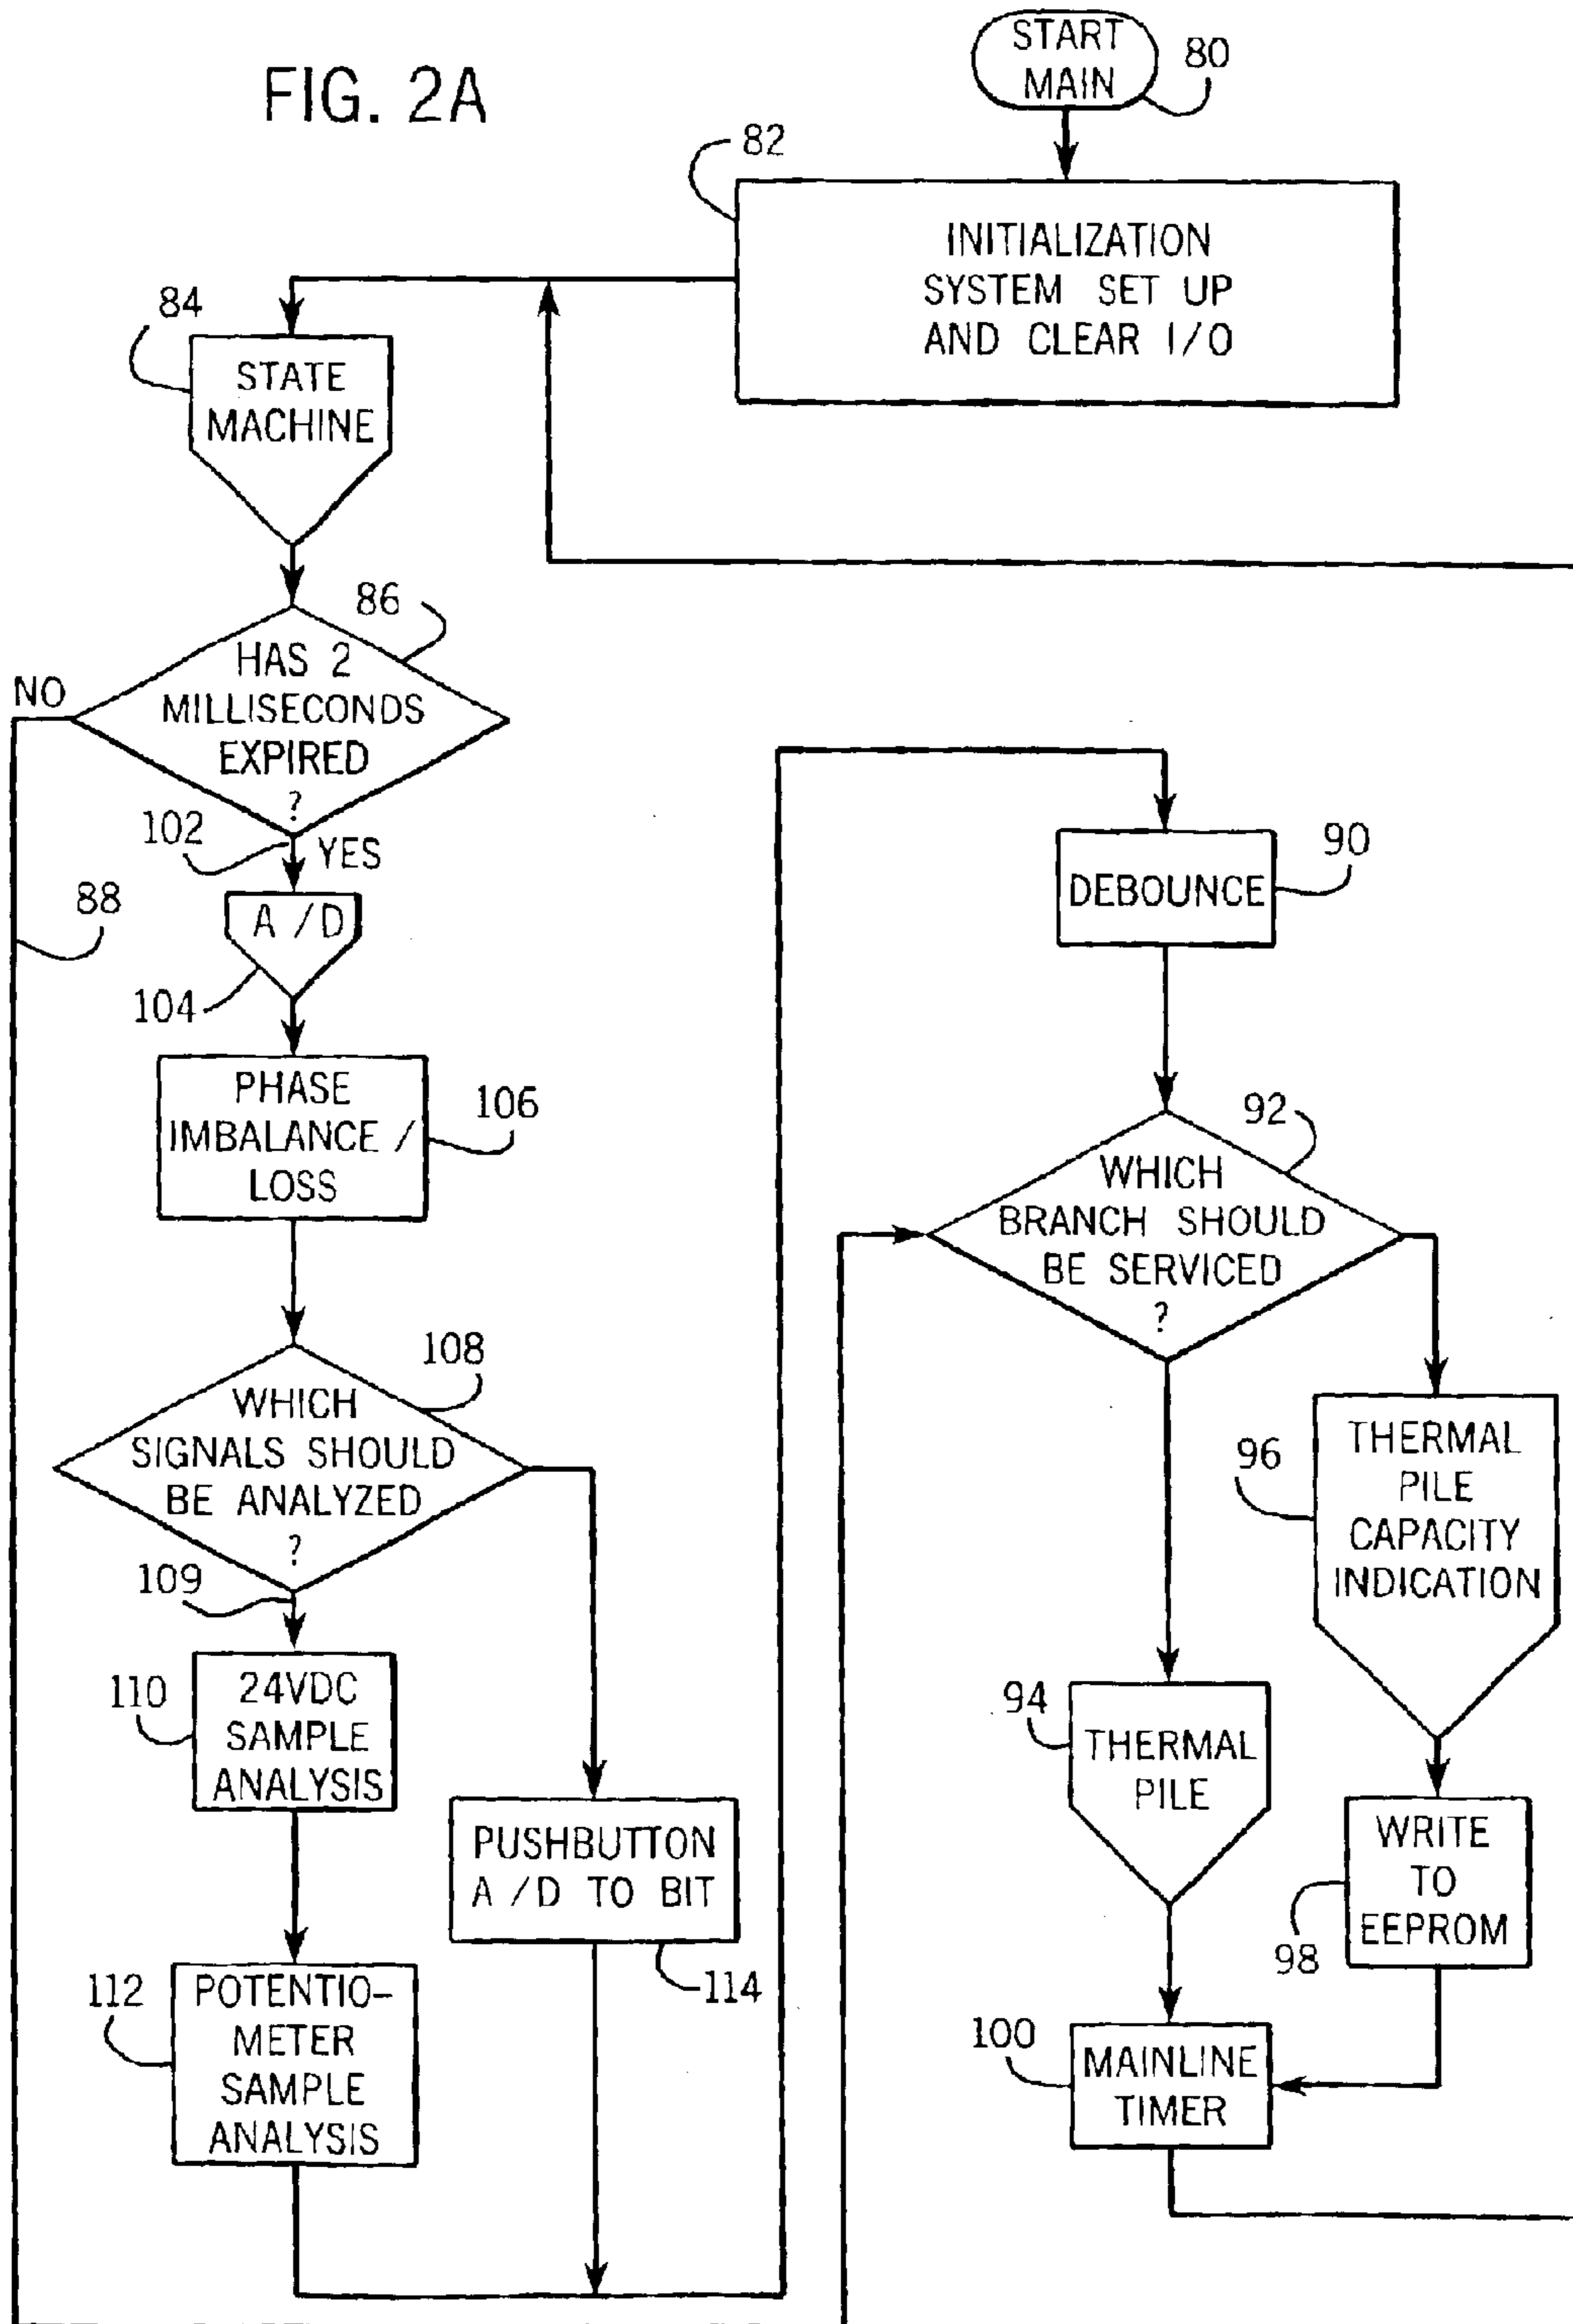 FIG. 2A
START
MAIN
80
82
INITIALIZATION
SYSTEM SET UP
AND CLEAR I/O
84
STATE
MACHINE
86
HAS 2
MILLISECONDS
EXPIRED
?
NO
102
YES
88
A/D
104
PHASE
IMBALANCE/
LOSS
106
108
WHICH
SIGNALS SHOULD
BE ANALYZED
?
109
110
24VDC
SAMPLE
ANALYSIS
112
POTENTIO-
METER
SAMPLE
ANALYSIS
PUSHBUTTON
A/D TO BIT
114
DEBOUNCE
90
92
WHICH
BRANCH SHOULD
BE SERVICED
?
94
THERMAL
PILE
96
THERMAL
PILE
CAPACITY
INDICATION
WRITE
TO
EEPROM
98
100
MAINLINE
TIMER